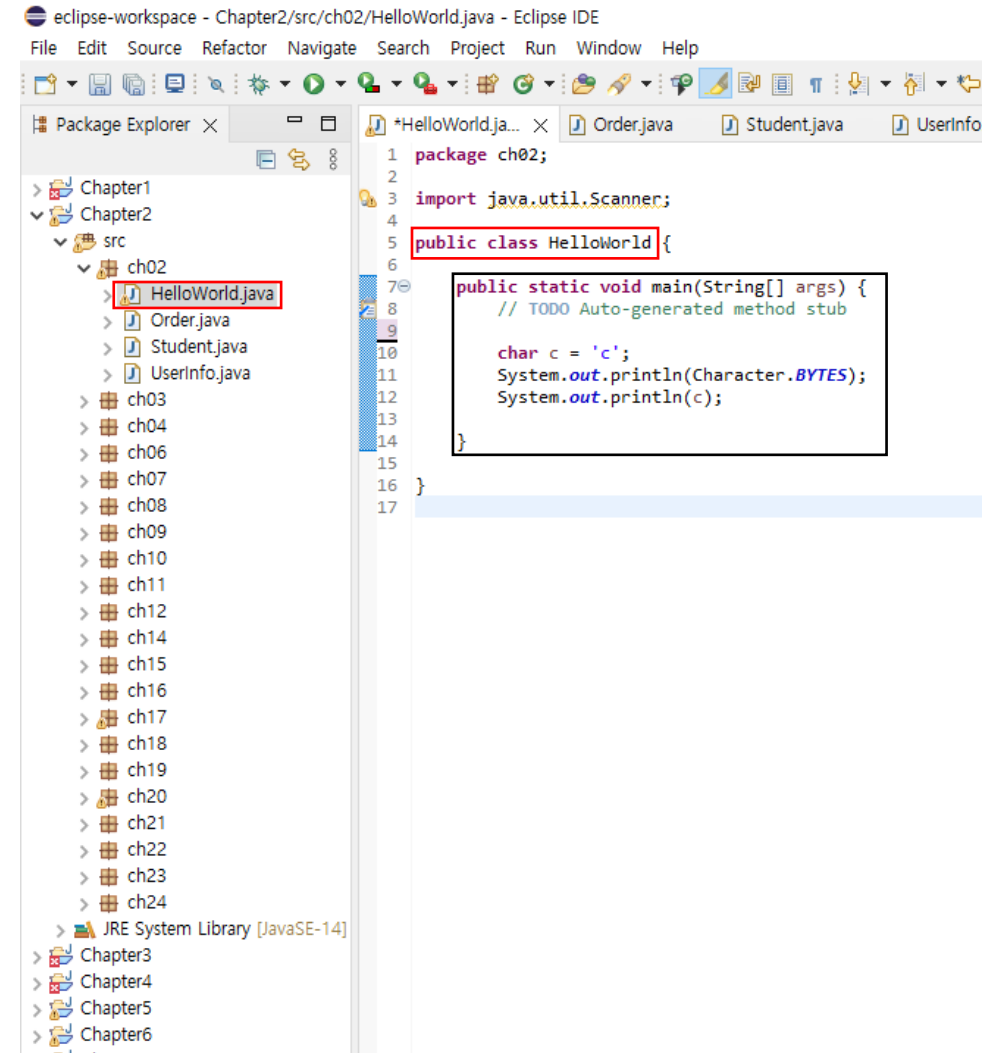 eclipse-workspace - Chapter2/src/ch02/HelloWorld.java - Eclipse IDE
File Edit Source Refactor Navigate Search Project Run Window Help
Package Explorer
Chapter1
Chapter2
src
ch02
HelloWorld.java
Order.java
Student.java
UserInfo.java
ch03
ch04
ch06
ch07
ch08
ch09
ch10
ch11
ch12
ch14
ch15
ch16
ch17
ch18
ch19
ch20
ch21
ch22
ch23
ch24
JRE System Library [JavaSE-14]
Chapter3
Chapter4
Chapter5
Chapter6
*HelloWorld.ja... Order.java Student.java UserInfo
1 package ch02;
2
3 import java.util.Scanner;
4
5 public class HelloWorld {
6
7 public static void main(String[] args) {
8 // TODO Auto-generated method stub
9
10 char c = 'c';
11 System.out.println(Character.BYTES);
12 System.out.println(c);
13
14 }
15
16 }
17